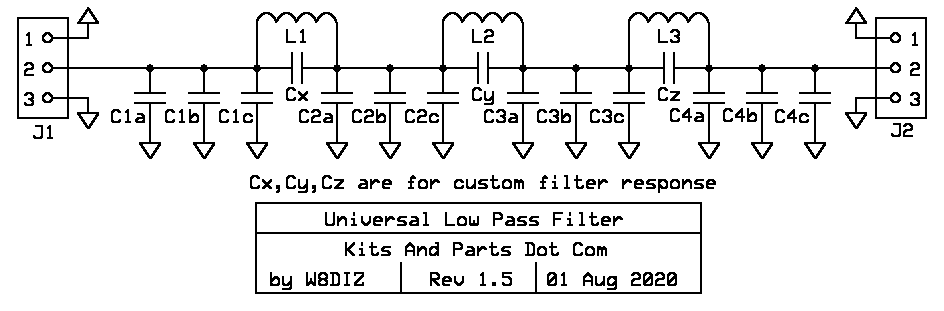 1 L1 L2 L3 1
2 2
3 Cx Cy Cz 3
C1a C1b C1c C2a C2b C2c C3a C3b C3c C4a C4b C4c
J1 J2
Cx,Cy,Cz are for custom filter response
Universal Low Pass Filter
Kits And Parts Dot Com
by W8DIZ Rev 1.5 01 Aug 2020